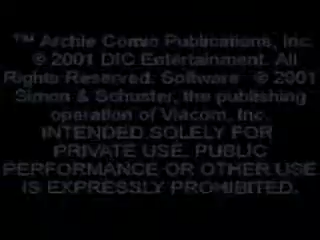 ™ Archie Comic Publications, Inc.
© 2001 DIC Entertainment. All
Rights Reserved. Software © 2001
Simon & Schuster, the publishing
operation of Viacom, Inc.
INTENDED SOLELY FOR
PRIVATE USE. PUBLIC
PERFORMANCE OR OTHER USE
IS EXPRESSLY PROHIBITED.